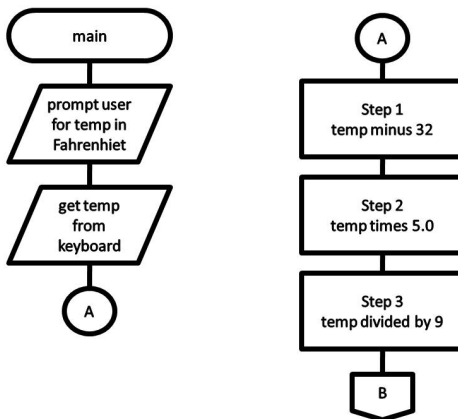 main
prompt user
for temp in
Fahrenhiet
get temp
from
keyboard
A
A
Step 1
temp minus 32
Step 2
temp times 5.0
Step 3
temp divided by 9
B